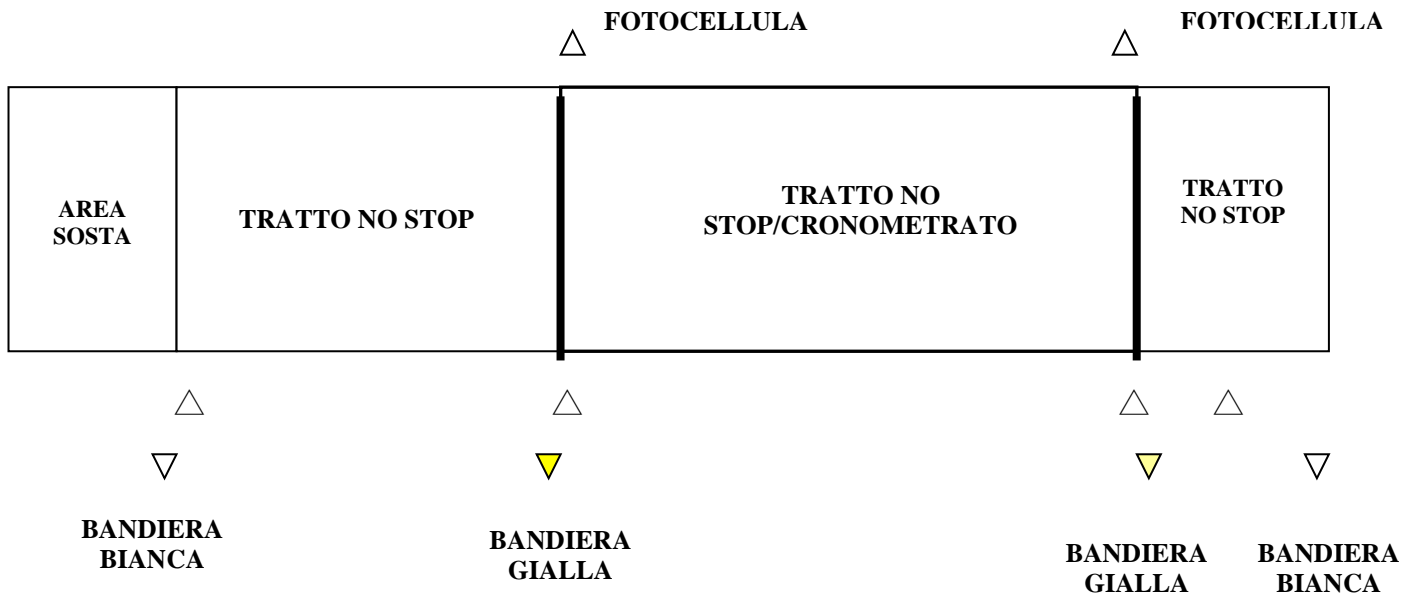 FOTOCELLULA
FOTOCELLULA
AREA
SOSTA
TRATTO NO STOP
TRATTO NO
STOP/CRONOMETRATO
TRATTO
NO STOP
BANDIERA
BIANCA
BANDIERA
GIALLA
BANDIERA
GIALLA
BANDIERA
BIANCA